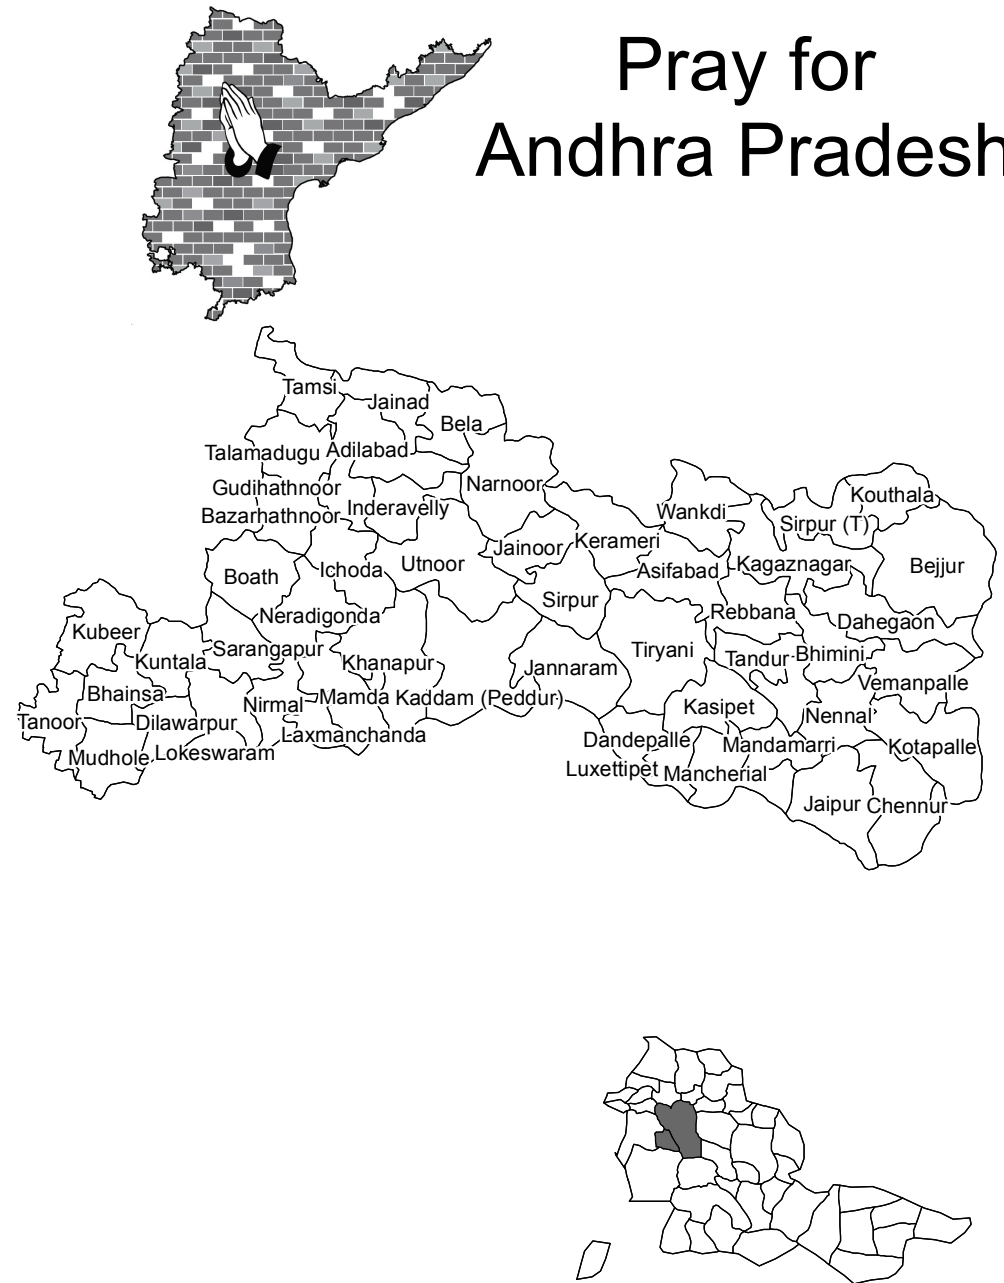 Pray for
Andhra Pradesh
Tamsi
Jainad
Bela
Talamadugu
Adilabad
Gudihathnoor
Narnoor
Bazarhathnoor
Inderavelly
Wankdi
Kouthala
Sirpur (T)
Jainoor
Kerameri
Boath
Ichoda
Utnoor
Asifabad
Kagaznagar
Bejjur
Sirpur
Neradigonda
Rebbana
Dahegaon
Kubeer
Kuntala
Sarangapur
Khanapur
Jannaram
Tiryani
Tandur
Bhimini
Vemanpalle
Bhainsa
Nirmal
Mamda
Kaddam (Peddur)
Kasipet
Nennal
Tanoor
Dilawarpur
Laxmanchanda
Dandepalle
Mandamarri
Kotapalle
Mudhole
Lokeswaram
Luxettipet
Mancherial
Jaipur
Chennur